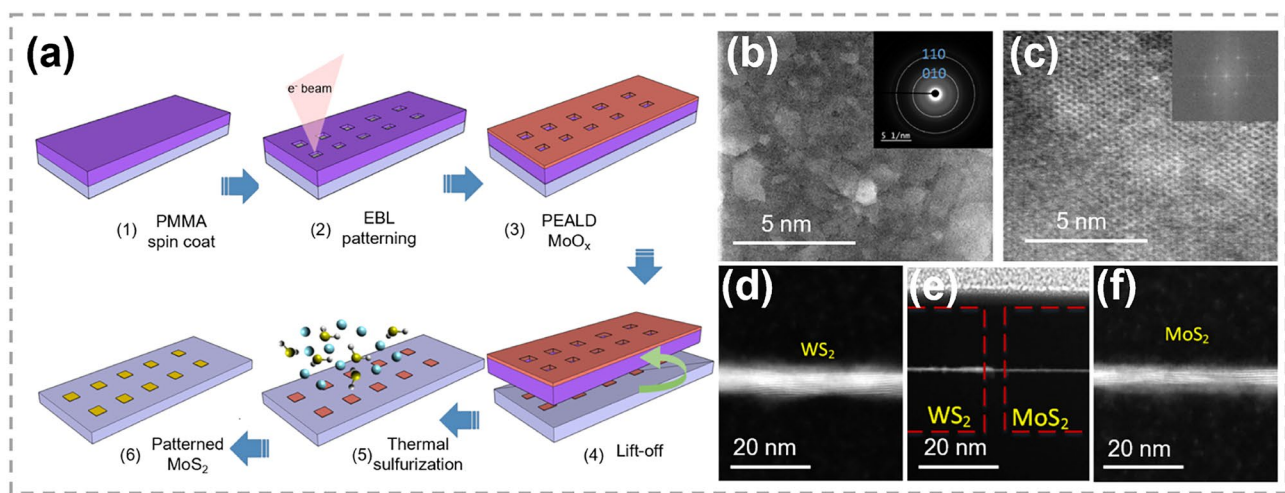 (a)
e⁻ beam
(1) PMMA
spin coat
(2) EBL
patterning
(3) PEALD
MoOₓ
(4) Lift-off
(5) Thermal
sulfurization
(6) Patterned
MoS₂
(b)
110
010
5 1/nm
5 nm
(c)
5 nm
(d)
WS₂
20 nm
(e)
WS₂
MoS₂
20 nm
(f)
MoS₂
20 nm